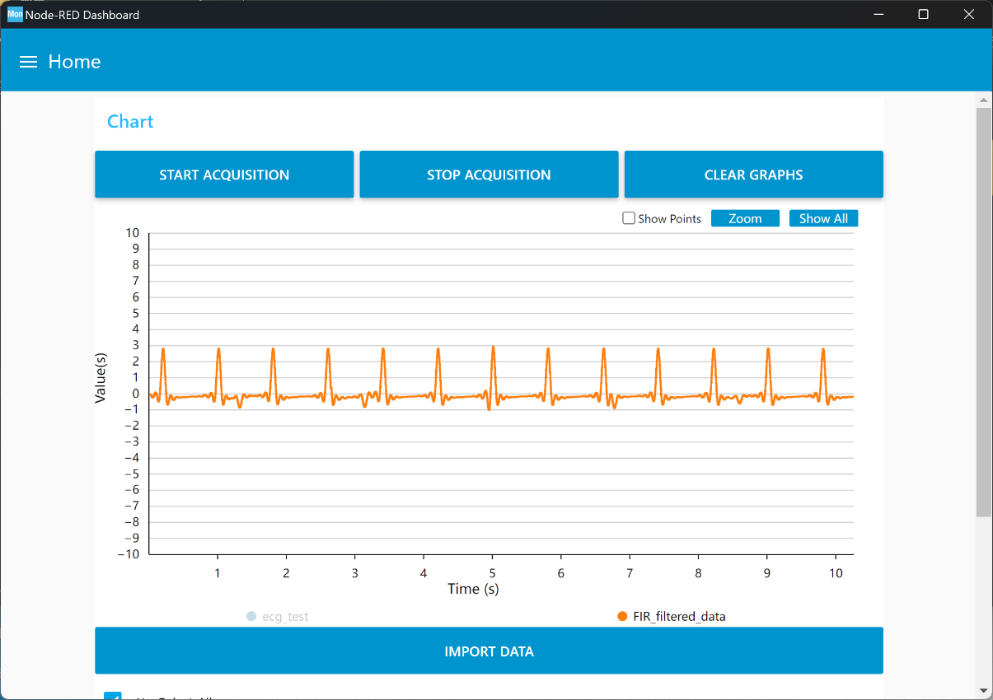 Mon Node-RED Dashboard
Home
Chart
START ACQUISITION STOP ACQUISITION CLEAR GRAPHS
Show Points Zoom Show All
10
9
8
7
6
5
4
3
2
1
0
−1
−2
−3
−4
−5
−6
−7
−8
−9
−10
Value(s)
1 2 3 4 5 6 7 8 9 10
Time (s)
ecg_test FIR_filtered_data
IMPORT DATA